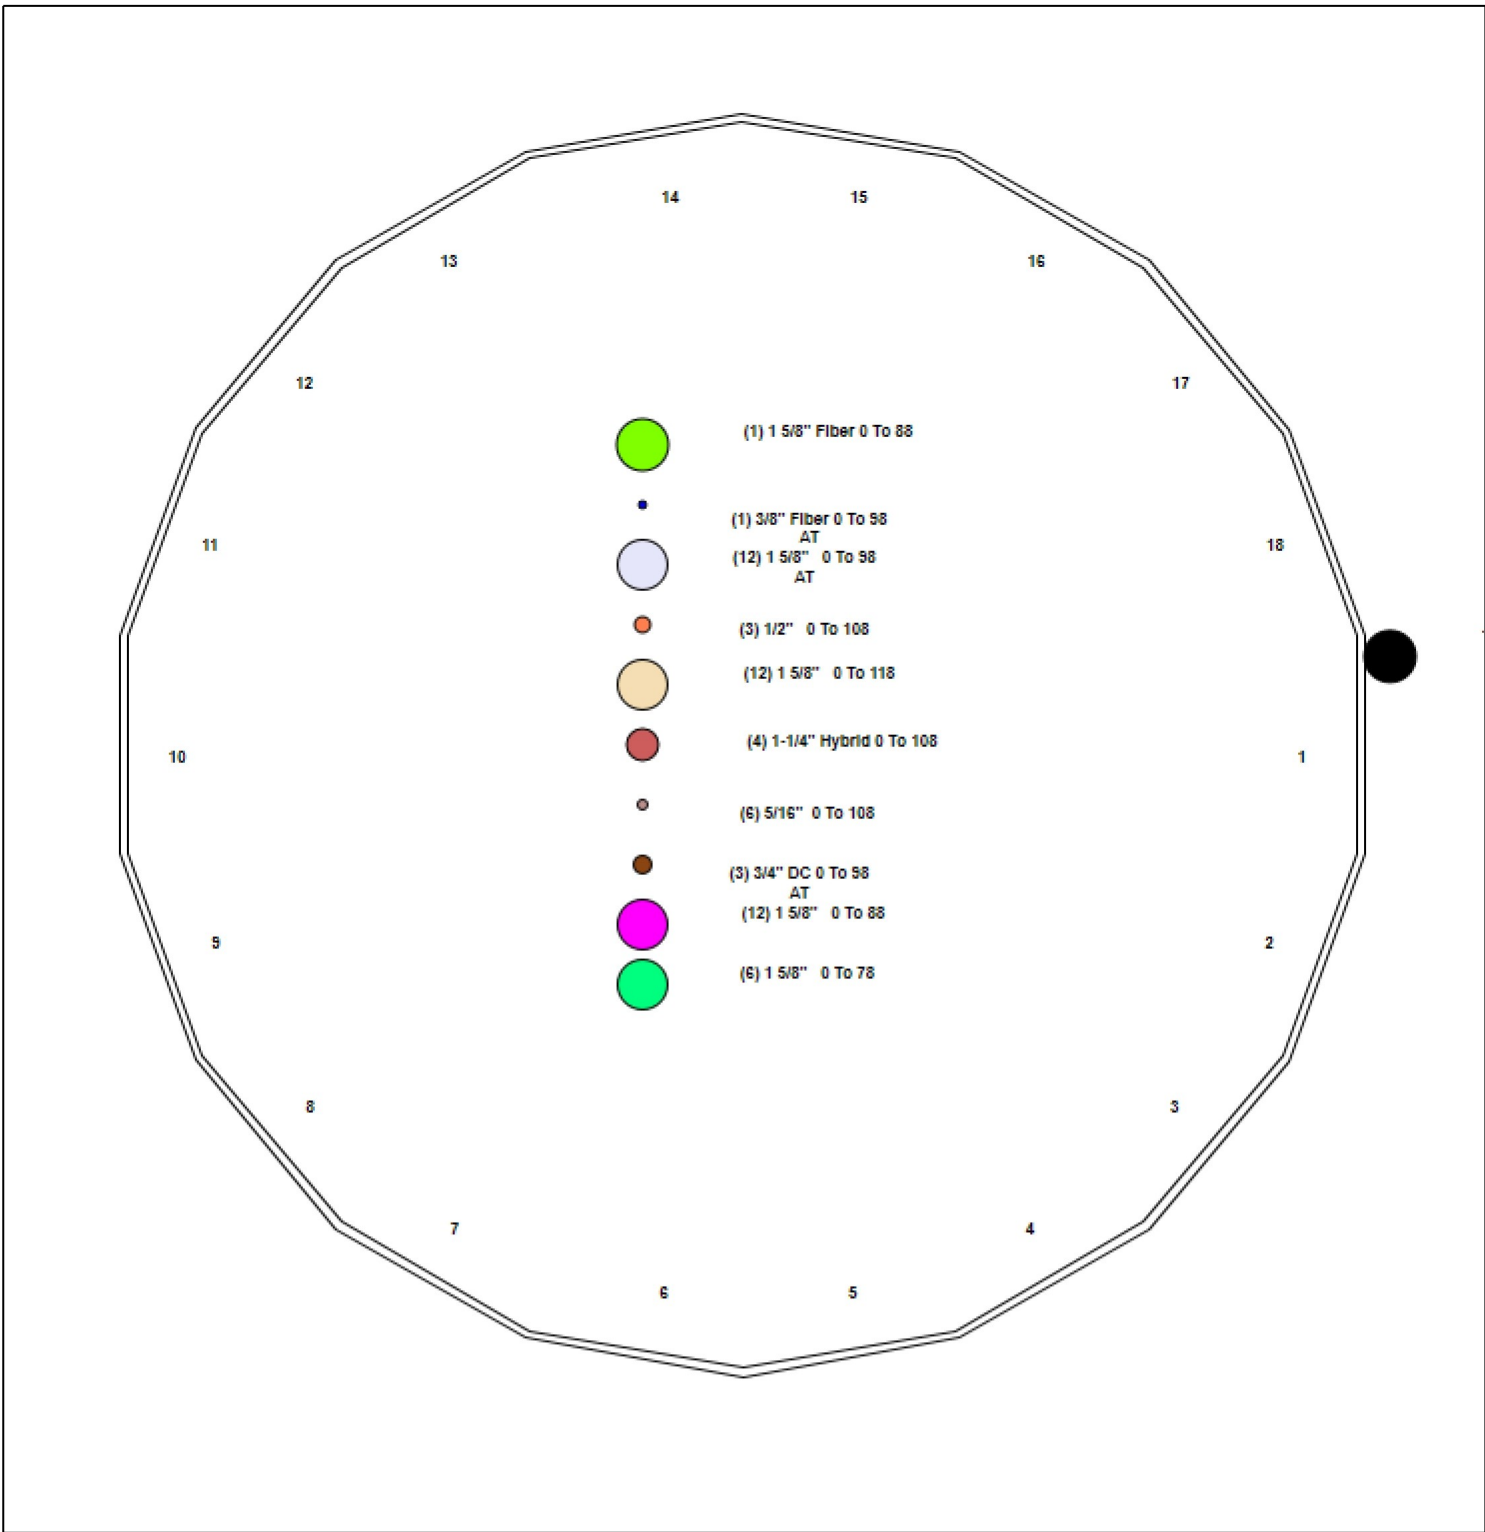 14
15
13
16
12
17
(1) 1 5/8" Fiber 0 To 88
(1) 3/8" Fiber 0 To 98
AT
11
18
(12) 1 5/8" 0 To 98
AT
(3) 1/2" 0 To 108
(12) 1 5/8" 0 To 118
(4) 1-1/4" Hybrid 0 To 108
10
1
(6) 5/16" 0 To 108
(3) 3/4" DC 0 To 98
AT
(12) 1 5/8" 0 To 88
9
2
(6) 1 5/8" 0 To 78
8
3
7
4
6
5